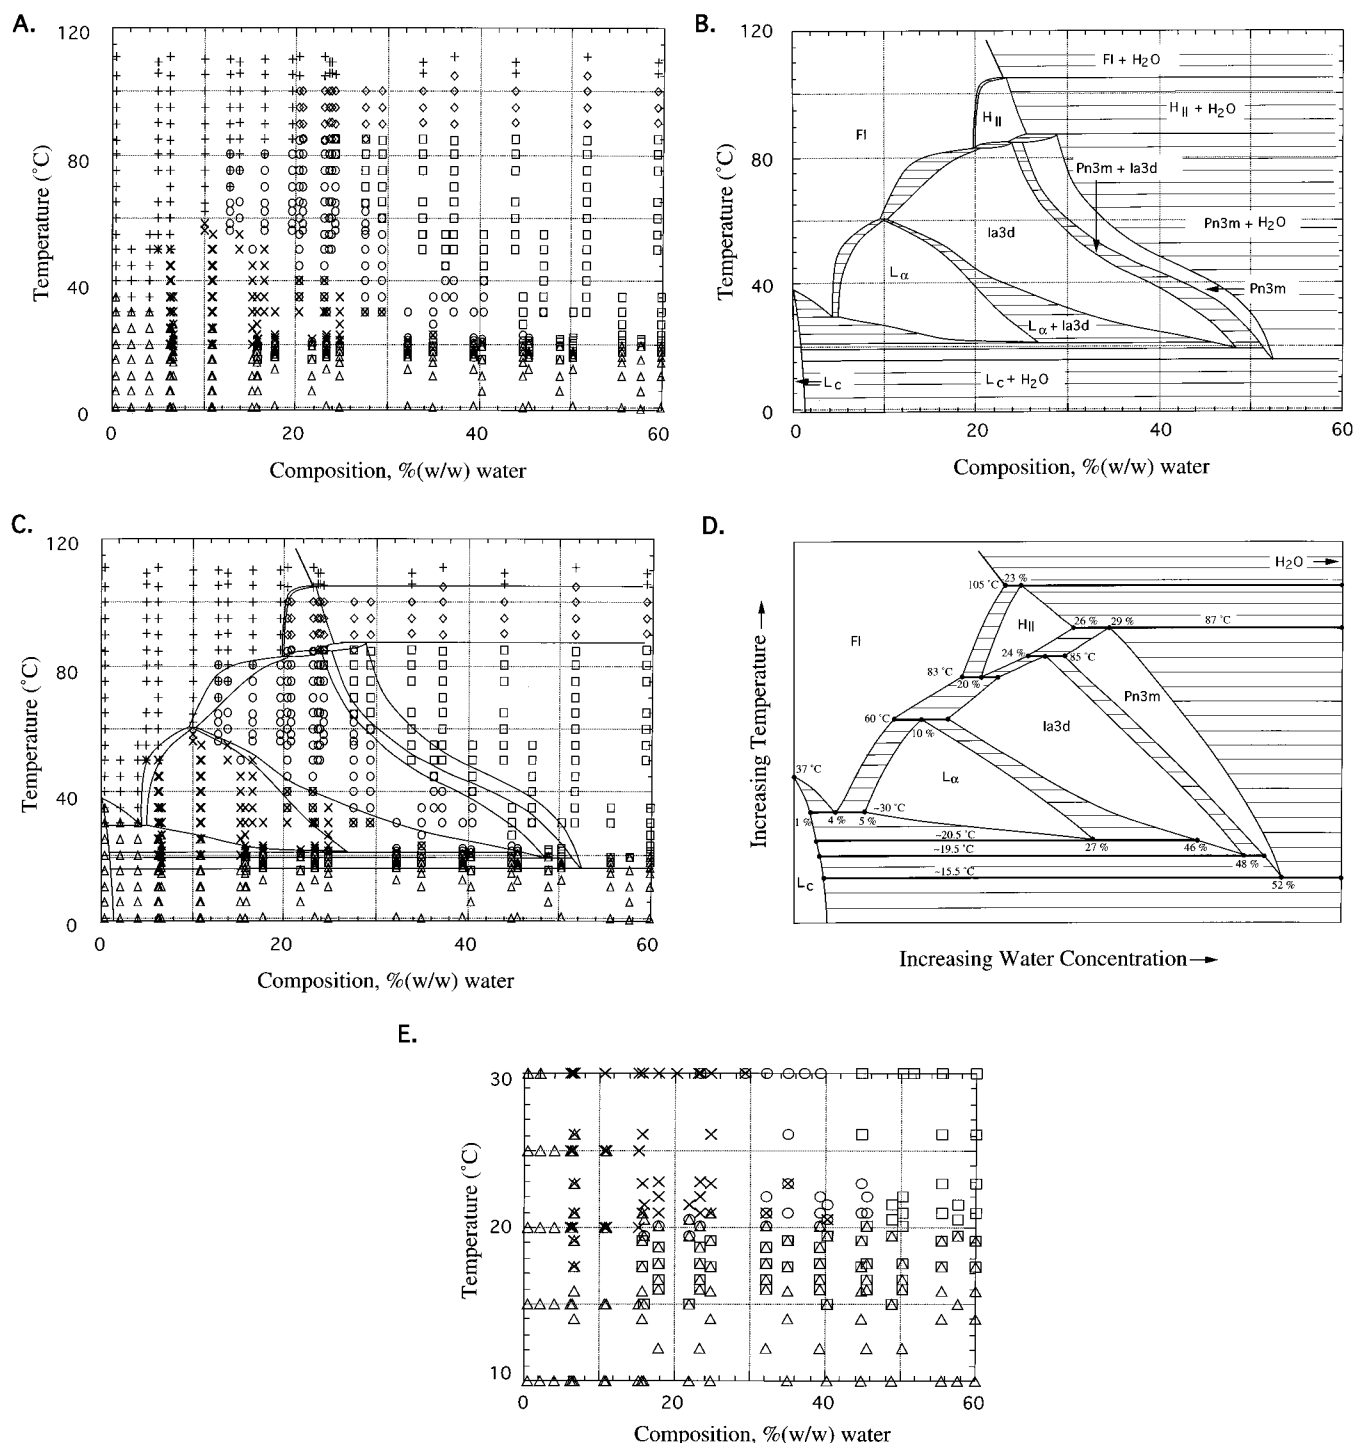 A.
120
80
40
0
Temperature (°C)
0 20 40 60
Composition, %(w/w) water
B.
120
80
40
0
Temperature (°C)
Fl + H2O
HII + H2O
HII
Fl
Pn3m + Ia3d
Pn3m + H2O
Ia3d
Lα
Pn3m
Lα + Ia3d
Lc
Lc + H2O
0 20 40 60
Composition, %(w/w) water
C.
120
80
40
0
Temperature (°C)
0 20 40 60
Composition, %(w/w) water
D.
H2O
105 °C 23 %
HII
Fl
26 % 29 % 87 °C
24 % 85 °C
83 °C
~20 %
Pn3m
60 °C
10 %
Ia3d
Lα
37 °C
~30 °C
1 % 4 % 5 %
~20.5 °C
27 % 46 %
~19.5 °C
48 %
~15.5 °C
Lc
52 %
Increasing Temperature
Increasing Water Concentration
E.
30
20
10
Temperature (°C)
0 20 40 60
Composition, %(w/w) water